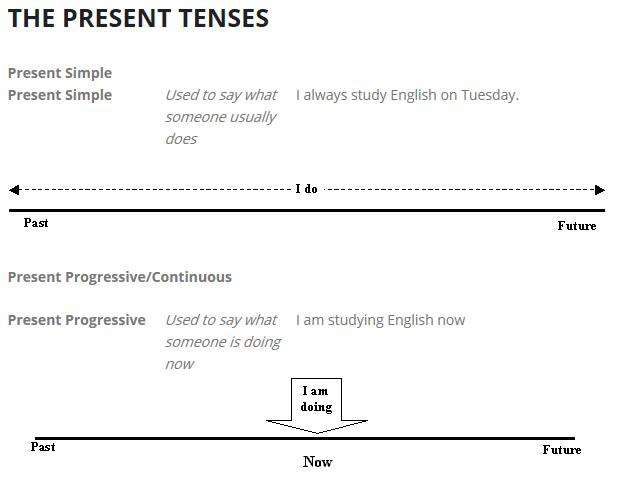 THE PRESENT TENSES
Present Simple
Present Simple Used to say what I always study English on Tuesday.
someone usually
does
I do
Past Future
Present Progressive/Continuous
Present Progressive Used to say what I am studying English now
someone is doing
now
I am
doing
Past Future
Now